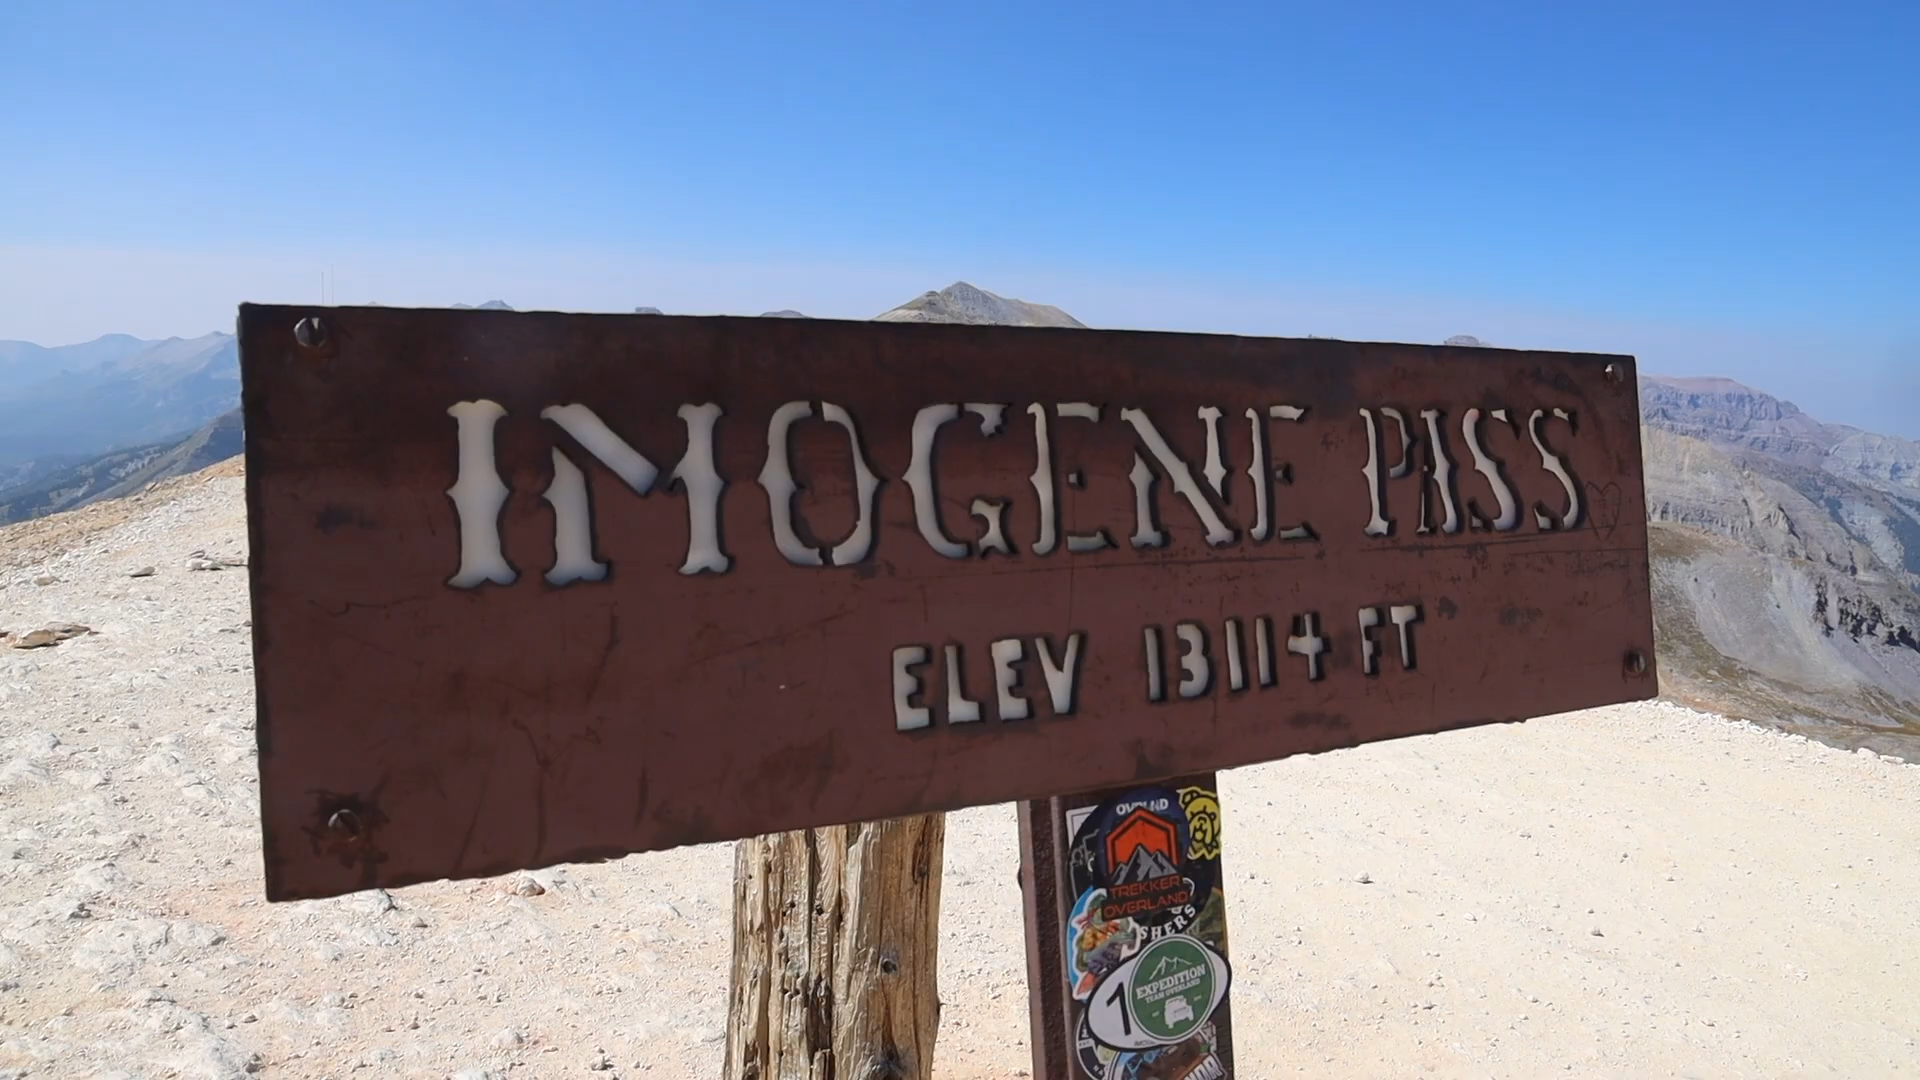 IMOGENE PASS
ELEV 13114 FT
OVERLAND
TREKKER
OVERLAND
SHERS
1
EXPEDITION
TEAM OVERLAND